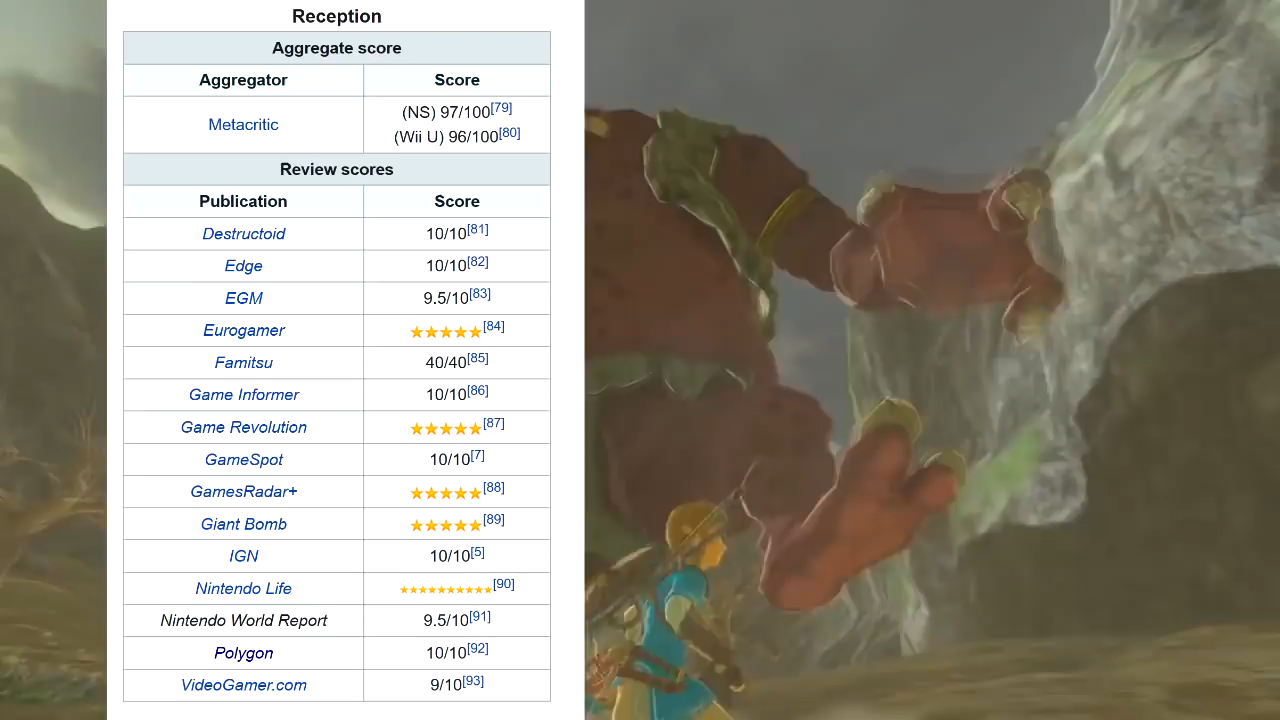 Reception
Aggregate score
Aggregator Score
Metacritic (NS) 97/100[79]
(Wii U) 96/100[80]
Review scores
Publication Score
Destructoid 10/10[81]
Edge 10/10[82]
EGM 9.5/10[83]
Eurogamer ★★★★★[84]
Famitsu 40/40[85]
Game Informer 10/10[86]
Game Revolution ★★★★★[87]
GameSpot 10/10[7]
GamesRadar+ ★★★★★[88]
Giant Bomb ★★★★★[89]
IGN 10/10[5]
Nintendo Life ★★★★★★★★★★[90]
Nintendo World Report 9.5/10[91]
Polygon 10/10[92]
VideoGamer.com 9/10[93]